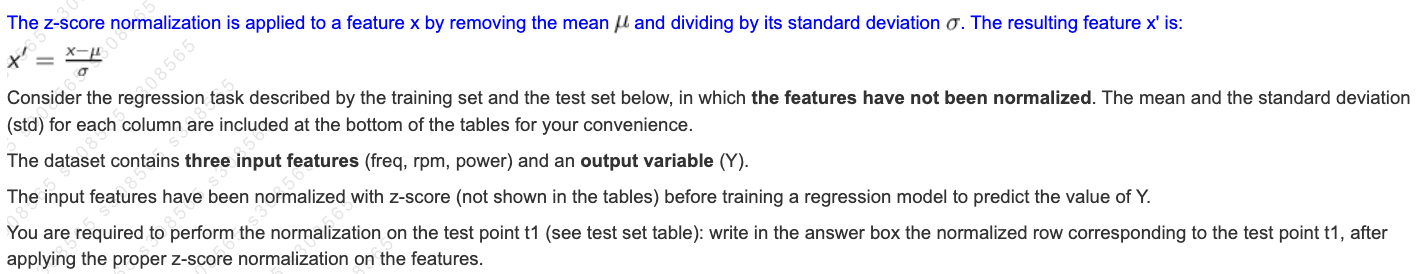 The z-score normalization is applied to a feature x by removing the mean μ and dividing by its standard deviation σ. The resulting feature x' is:
x' = x−μ / σ
Consider the regression task described by the training set and the test set below, in which the features have not been normalized. The mean and the standard deviation
(std) for each column are included at the bottom of the tables for your convenience.
The dataset contains three input features (freq, rpm, power) and an output variable (Y).
The input features have been normalized with z-score (not shown in the tables) before training a regression model to predict the value of Y.
You are required to perform the normalization on the test point t1 (see test set table): write in the answer box the normalized row corresponding to the test point t1, after
applying the proper z-score normalization on the features.